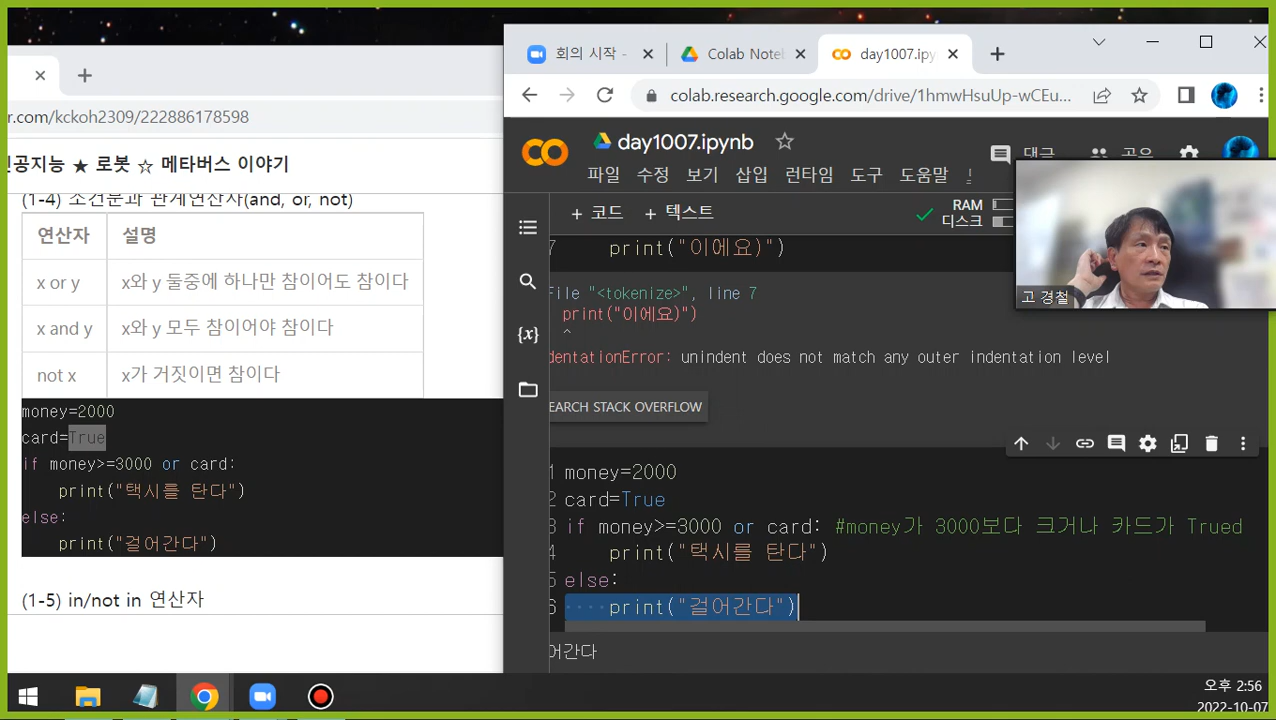 회의 시작 -
Colab Noteb
day1007.ipy
r.com/kckoh2309/222886178598
colab.research.google.com/drive/1hmwHsuUp-wCEu...
인공지능 ★ 로봇 ☆ 메타버스 이야기
day1007.ipynb
댓글
공유
파일 수정 보기 삽입 런타임 도구 도움말
(1-4) 조건문과 관계연산자(and, or, not)
연산자 설명
x or y x와 y 둘중에 하나만 참이어도 참이다
x and y x와 y 모두 참이어야 참이다
not x x가 거짓이면 참이다
money=2000
card=True
if money>=3000 or card:
print("택시를 탄다")
else:
print("걸어간다")
(1-5) in/not in 연산자
+ 코드 + 텍스트
RAM
디스크
7 print("이에요)")
File "<tokenize>", line 7
print("이에요)")
^
dentationError: unindent does not match any outer indentation level
EARCH STACK OVERFLOW
1 money=2000
2 card=True
3 if money>=3000 or card: #money가 3000보다 크거나 카드가 Trued
4 print("택시를 탄다")
5 else:
6 print("걸어간다")
어간다
고 경철
오후 2:56
2022-10-07